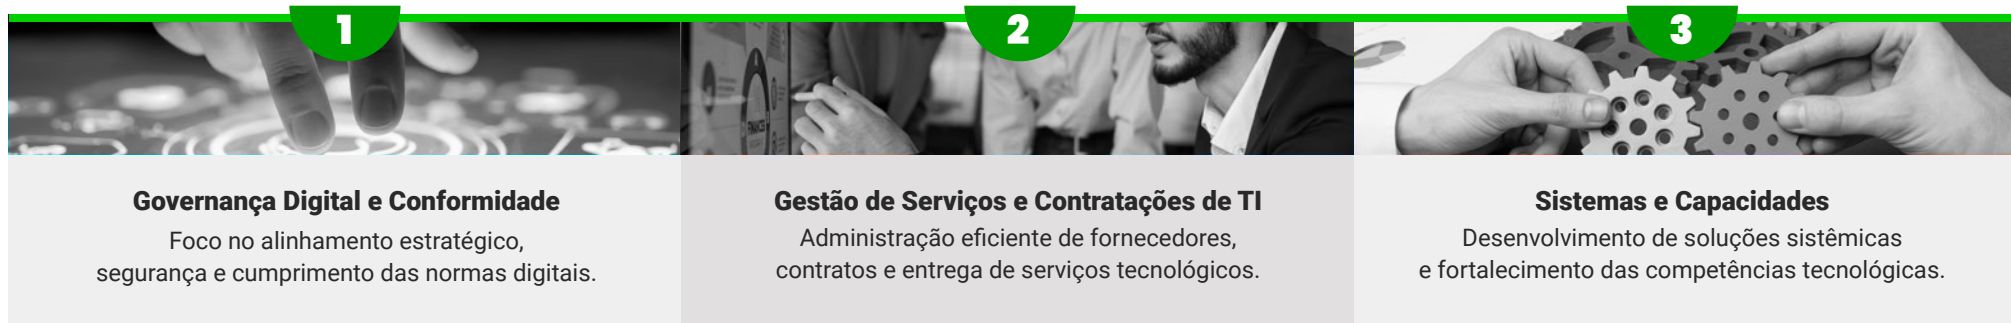 1
Governança Digital e Conformidade
Foco no alinhamento estratégico,
segurança e cumprimento das normas digitais.
2
FINANCES
Gestão de Serviços e Contratações de TI
Administração eficiente de fornecedores,
contratos e entrega de serviços tecnológicos.
3
Sistemas e Capacidades
Desenvolvimento de soluções sistêmicas
e fortalecimento das competências tecnológicas.